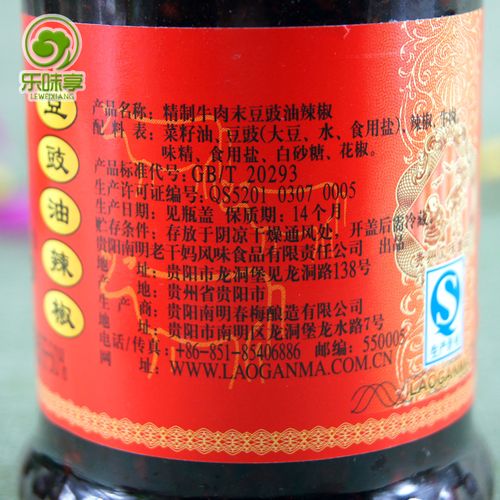 乐味享
LEWEIXIANG
豆豉油辣椒
产品名称：精制牛肉末豆豉油辣椒
配 料 表：菜籽油、豆豉(大豆、水、食用盐)、辣椒、牛肉、
味精、食用盐、白砂糖、花椒。
产品标准代号：GB/T 20293
生产许可证编号：QS5201 0307 0005
生产日期：见瓶盖 保质期：14个月
贮存条件：存放于阴凉干燥通风处，开盖后需冷藏
贵阳南明老干妈风味食品有限责任公司 出品
地 址：贵阳市龙洞堡见龙洞路138号
产 地：贵州省贵阳市
生 产 商：贵阳南明春梅酿造有限公司
地 址：贵阳市南明区龙洞堡龙水路7号
电话/传真：+86-851-85406886 邮编：550005
网 址：WWW.LAOGANMA.COM.CN
LAOGANMA